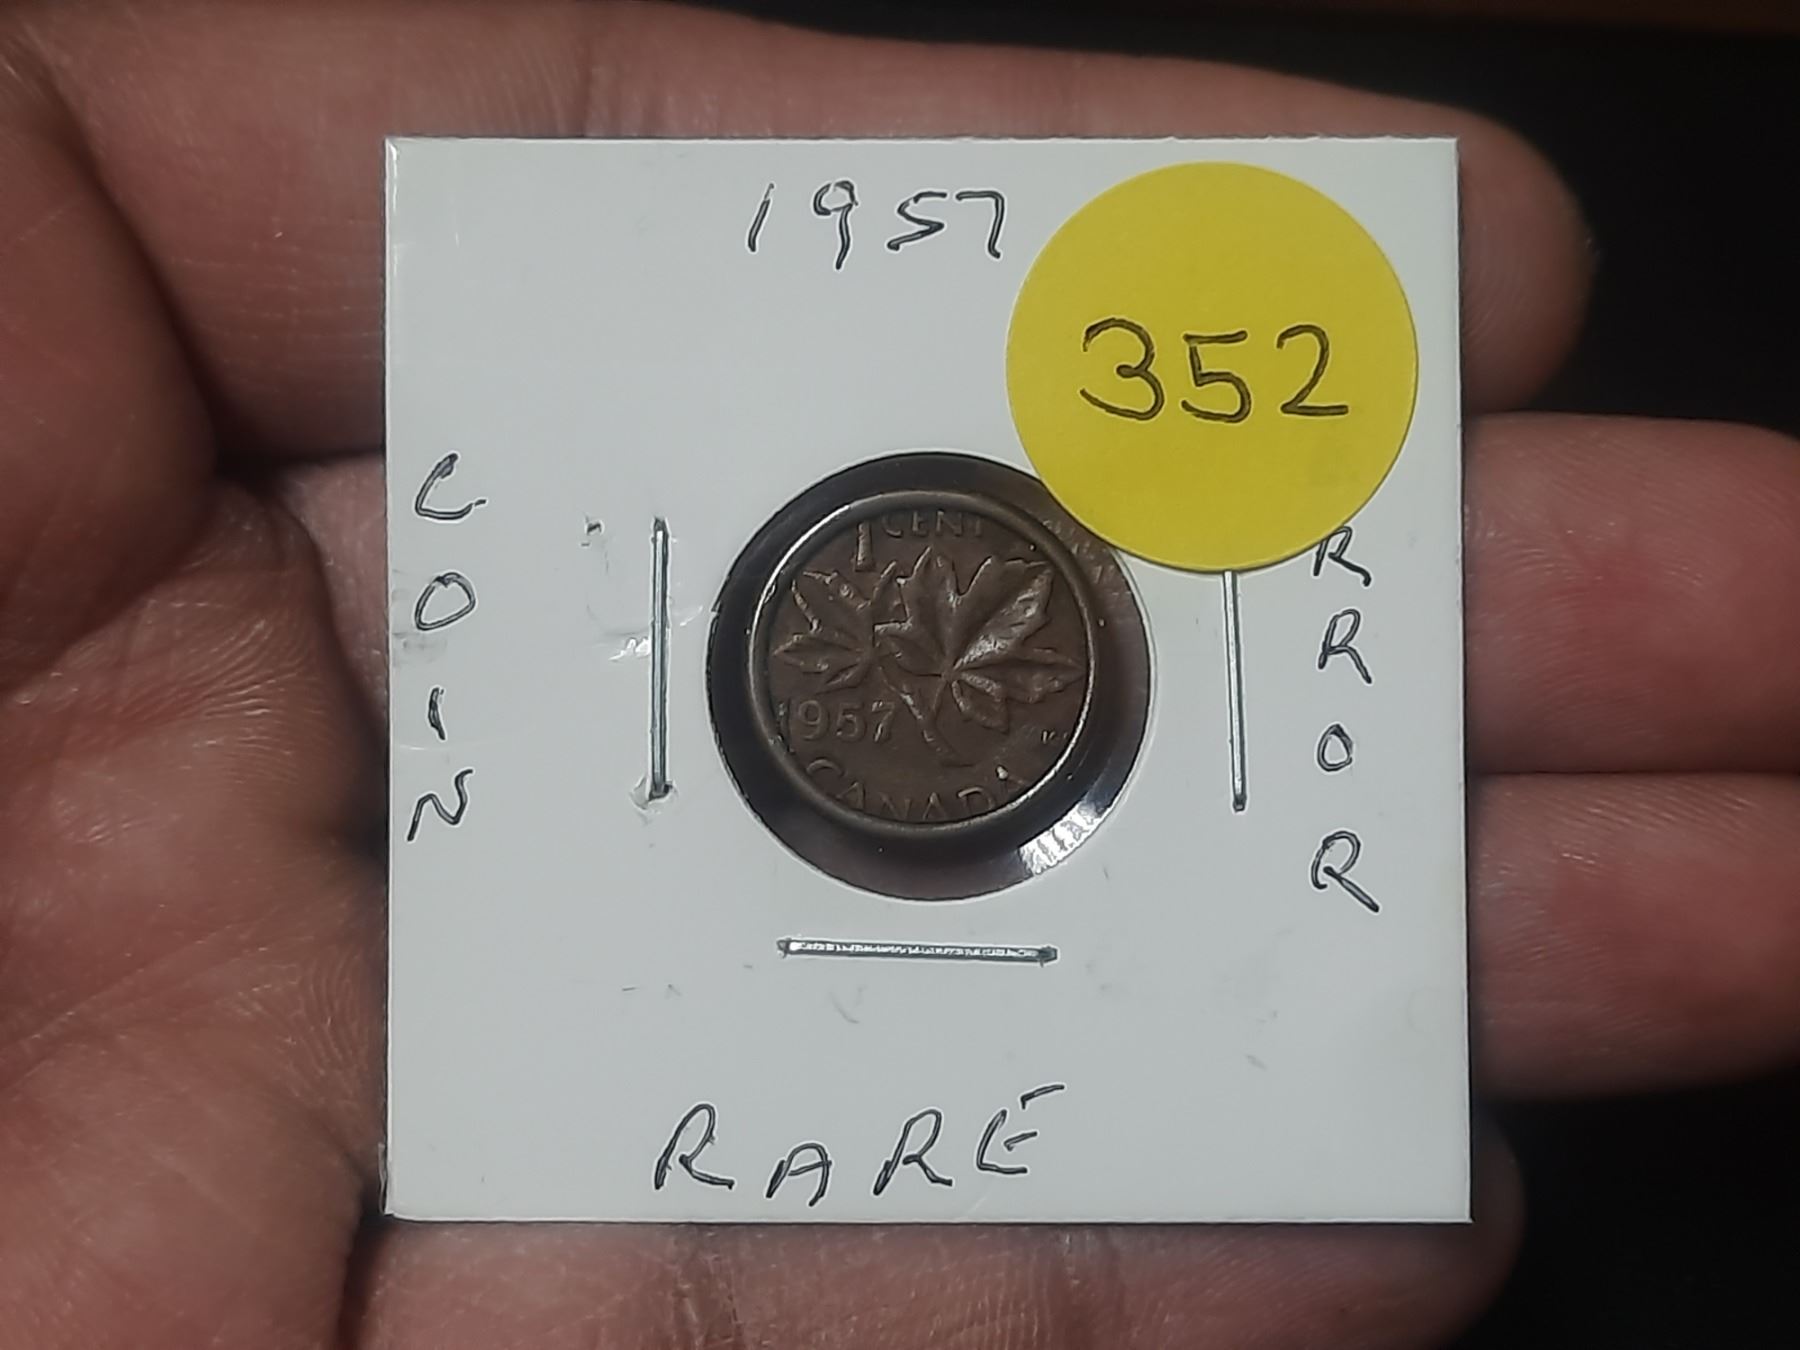 1957
352
COIN
RROR
1 CENT
1957
CANADA
RARE